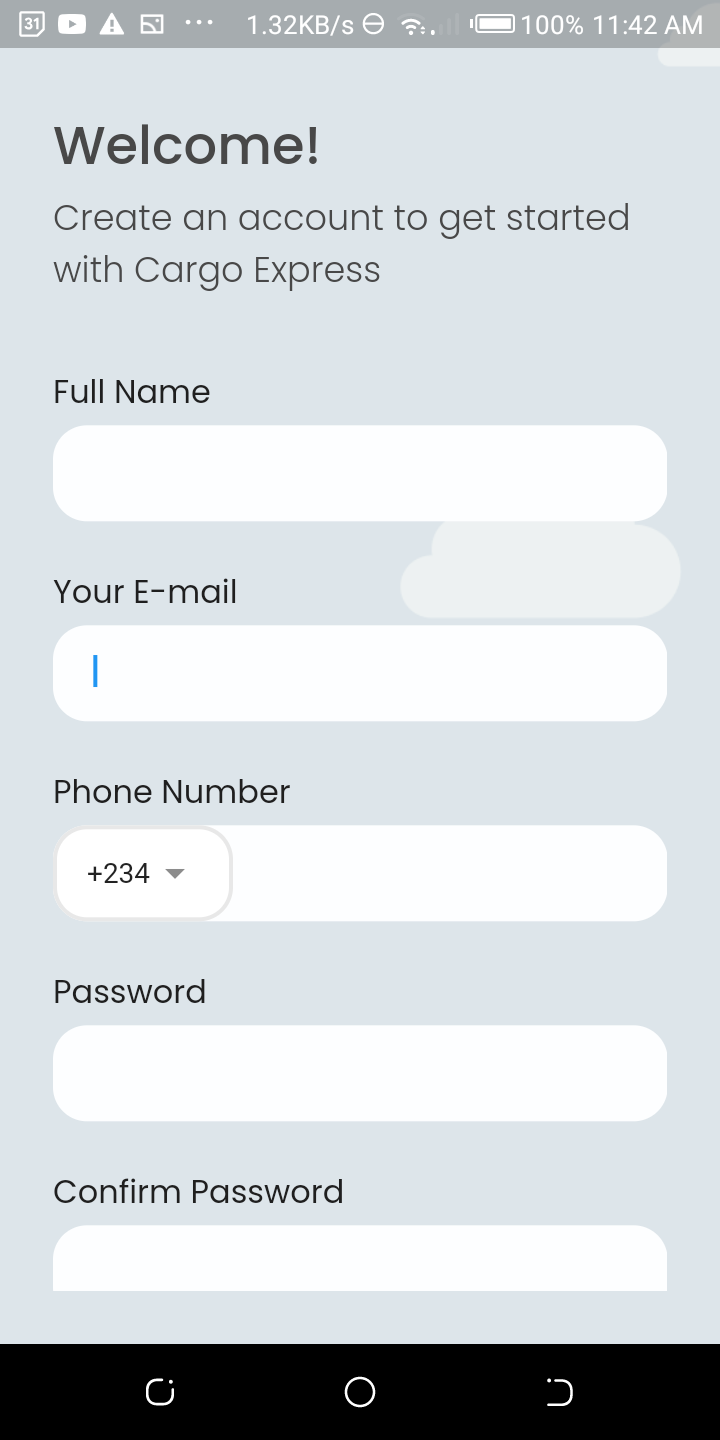 31 ... 1.32KB/s 100% 11:42 AM
Welcome!
Create an account to get started
with Cargo Express
Full Name
Your E-mail
Phone Number
+234
Password
Confirm Password